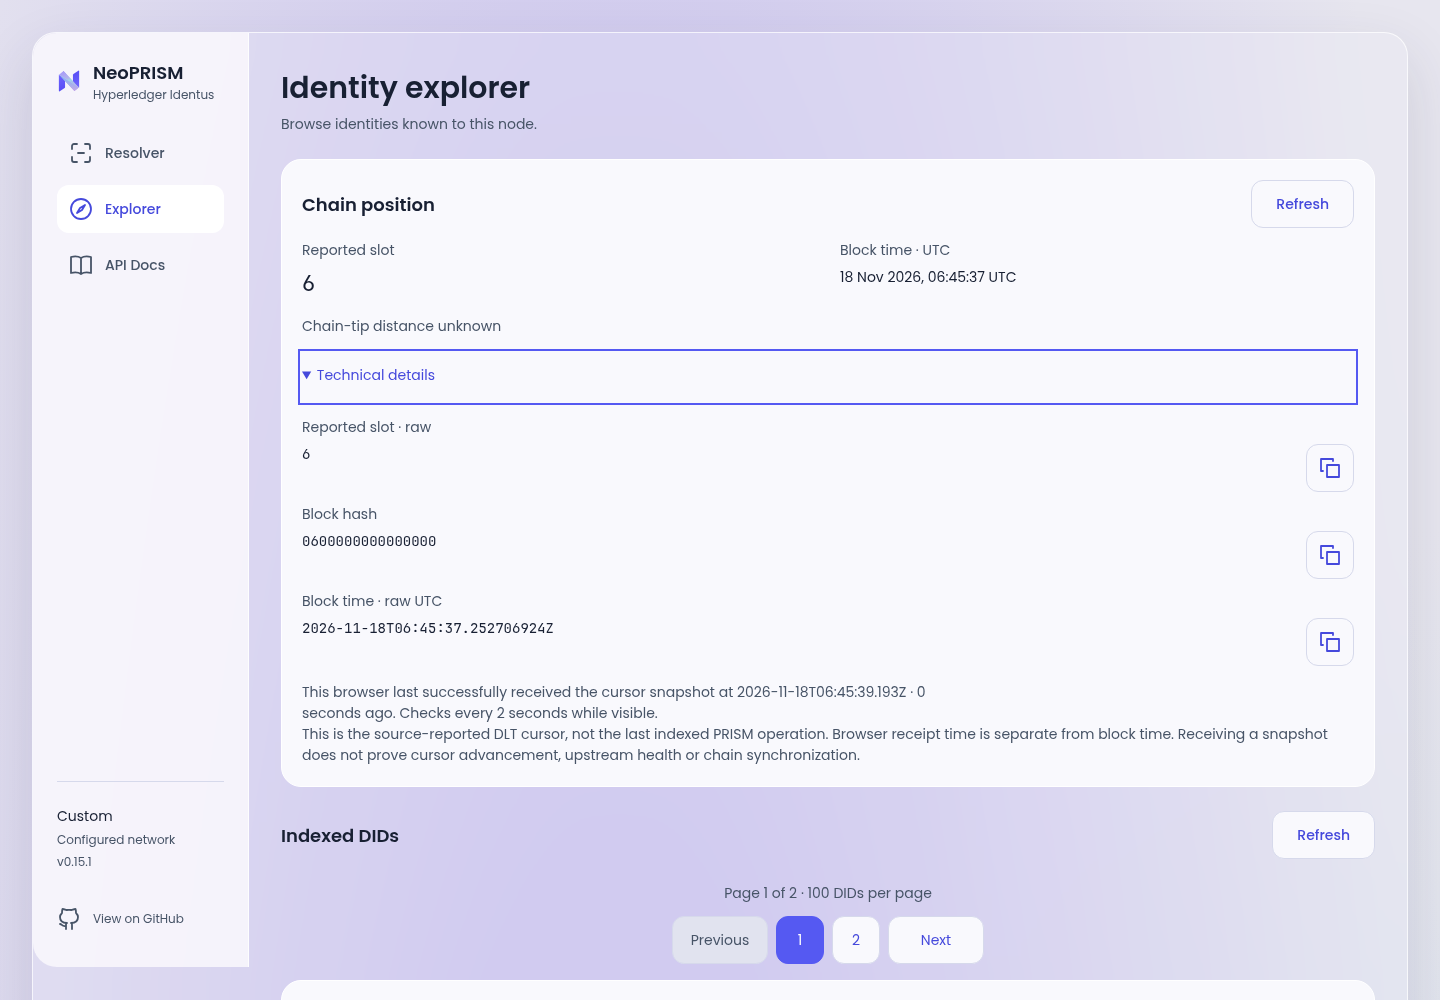 NeoPRISM
Hyperledger Identus
Resolver
Explorer
API Docs
Custom
Configured network
v0.15.1
View on GitHub
Identity explorer
Browse identities known to this node.
Chain position
Refresh
Reported slot
6
Block time · UTC
18 Nov 2026, 06:45:37 UTC
Chain-tip distance unknown
Technical details
Reported slot · raw
6
Block hash
0600000000000000
Block time · raw UTC
2026-11-18T06:45:37.252706924Z
This browser last successfully received the cursor snapshot at 2026-11-18T06:45:39.193Z · 0
seconds ago. Checks every 2 seconds while visible.
This is the source-reported DLT cursor, not the last indexed PRISM operation. Browser receipt time is separate from block time. Receiving a snapshot
does not prove cursor advancement, upstream health or chain synchronization.
Indexed DIDs
Refresh
Page 1 of 2 · 100 DIDs per page
Previous
1
2
Next